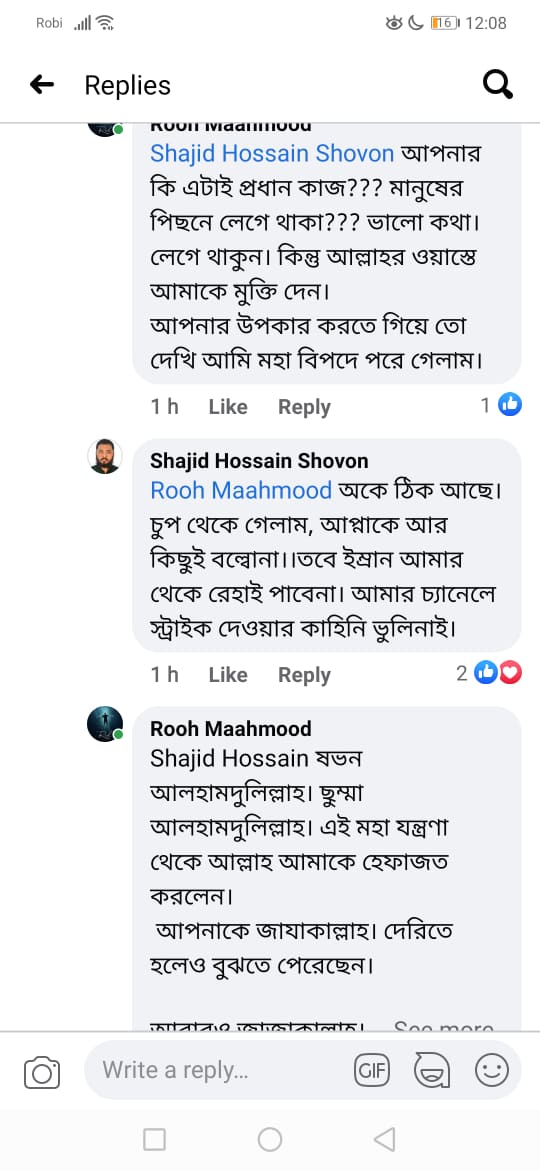 Robi 16 12:08
Replies
Rooh Maahmood
Shajid Hossain Shovon আপনার
কি এটাই প্রধান কাজ??? মানুষের
পিছনে লেগে থাকা??? ভালো কথা।
লেগে থাকুন। কিন্তু আল্লাহর ওয়াস্তে
আমাকে মুক্তি দেন।
আপনার উপকার করতে গিয়ে তো
দেখি আমি মহা বিপদে পরে গেলাম।
1 h Like Reply 1
Shajid Hossain Shovon
Rooh Maahmood অকে ঠিক আছে।
চুপ থেকে গেলাম, আপ্নাকে আর
কিছুই বল্বোনা।।তবে ইম্রান আমার
থেকে রেহাই পাবেনা। আমার চ্যানেলে
স্ট্রাইক দেওয়ার কাহিনি ভুলিনাই।
1 h Like Reply 2
Rooh Maahmood
Shajid Hossain ষভন
আলহামদুলিল্লাহ। ছুম্মা
আলহামদুলিল্লাহ। এই মহা যন্ত্রণা
থেকে আল্লাহ আমাকে হেফাজত
করলেন।
আপনাকে জাযাকাল্লাহ। দেরিতে
হলেও বুঝতে পেরেছেন।
আবারও জাজাকাল্লাহ। See more
Write a reply...
GIF